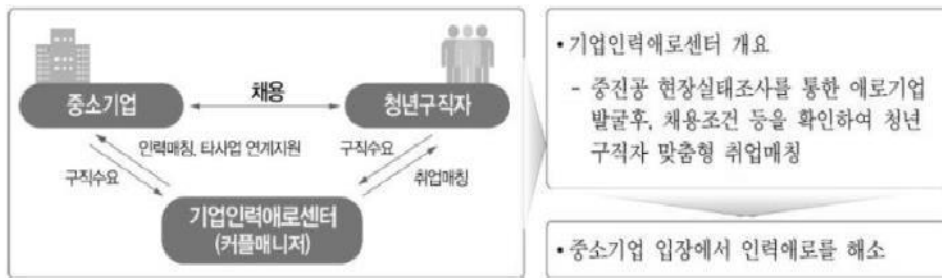 중소기업
채용
청년구직자
인력매칭, 타사업 연계지원
구직수요
구직수요
취업매칭
기업인력애로센터
(커플매니저)
• 기업인력애로센터 개요
- 중진공 현장실태조사를 통한 애로기업
발굴후, 채용조건 등을 확인하여 청년
구직자 맞춤형 취업매칭
• 중소기업 입장에서 인력애로를 해소